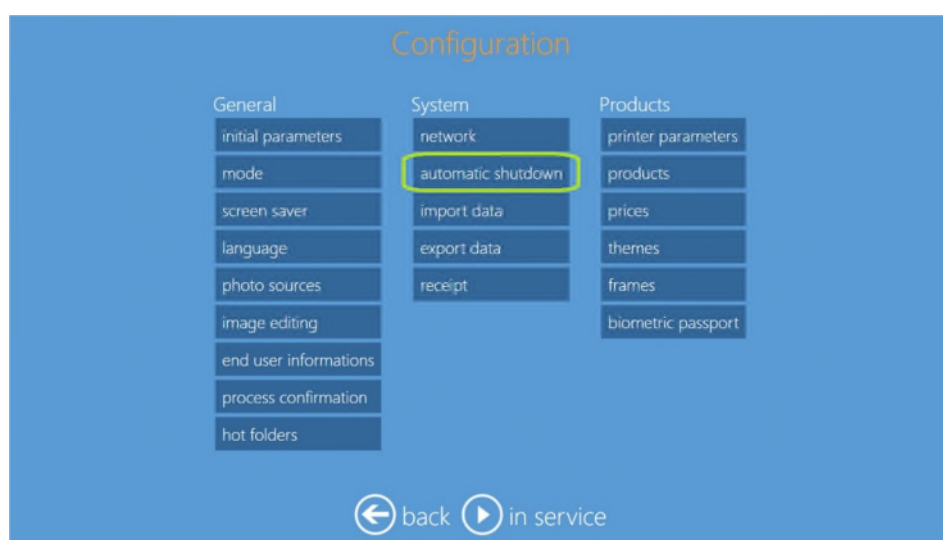 Configuration
General
initial parameters
mode
screen saver
language
photo sources
image editing
end user informations
process confirmation
hot folders
System
network
automatic shutdown
import data
export data
receipt
Products
printer parameters
products
prices
themes
frames
biometric passport
back in service